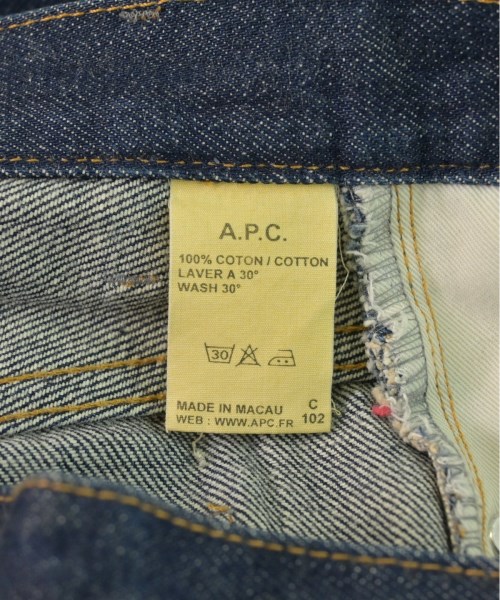 A.P.C.
100% COTON / COTTON
LAVER A 30°
WASH 30°
30
MADE IN MACAU C
WEB : WWW.APC.FR 102